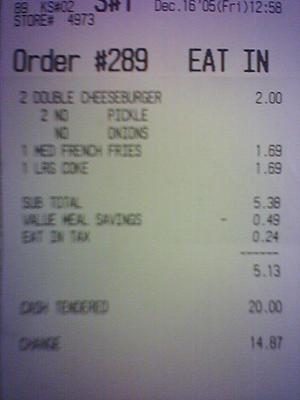 99 KS#02 S#1 Dec.16'05(Fri)12:58
STORE# 4973
Order #289 EAT IN
2 DOUBLE CHEESEBURGER 2.00
2 NO PICKLE
NO ONIONS
1 MED FRENCH FRIES 1.69
1 LRG COKE 1.69
SUB TOTAL 5.38
VALUE MEAL SAVINGS - 0.49
EAT IN TAX 0.24
------
5.13
CASH TENDERED 20.00
CHANGE 14.87